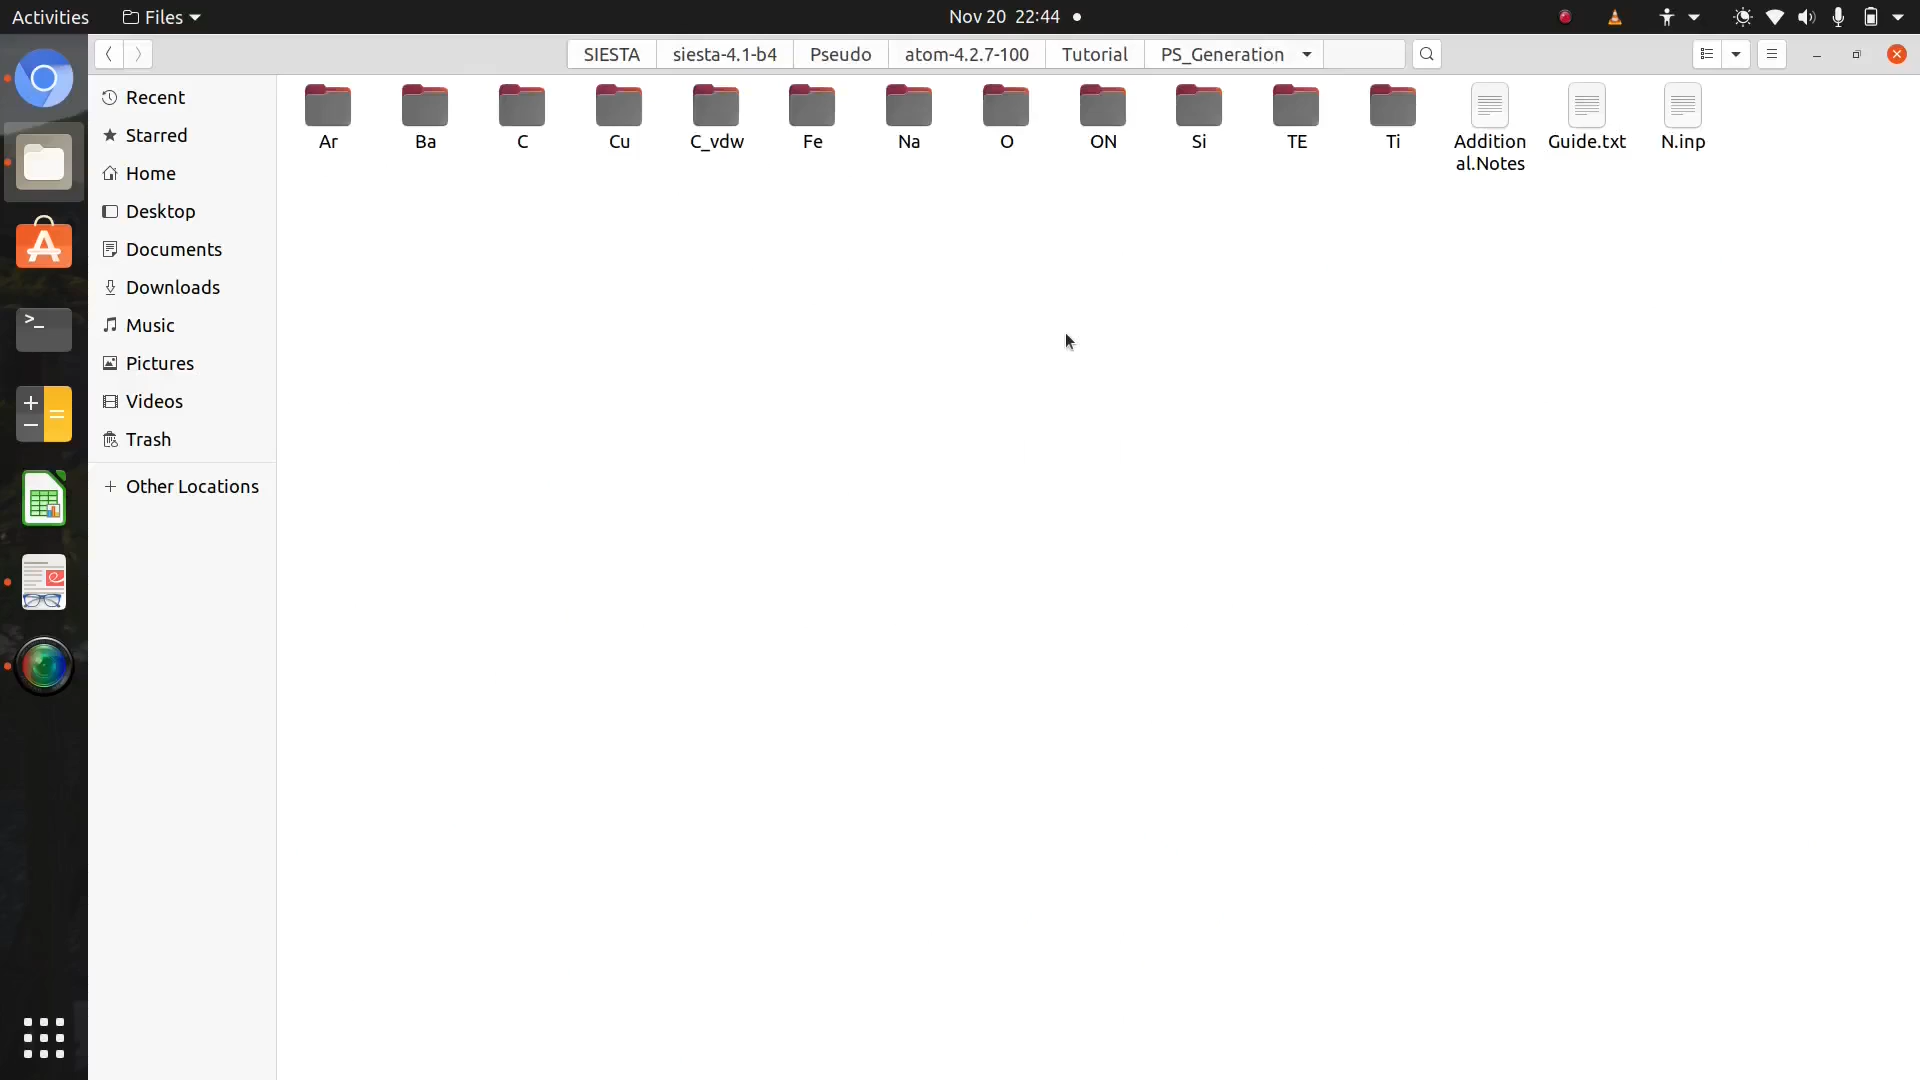 Activities Files Nov 20 22:44
SIESTA siesta-4.1-b4 Pseudo atom-4.2.7-100 Tutorial PS_Generation
Recent
Starred
Home
Desktop
Documents
Downloads
Music
Pictures
Videos
Trash
+ Other Locations
Ar Ba C Cu C_vdw Fe Na O ON Si TE Ti Addition Guide.txt N.inp
al.Notes